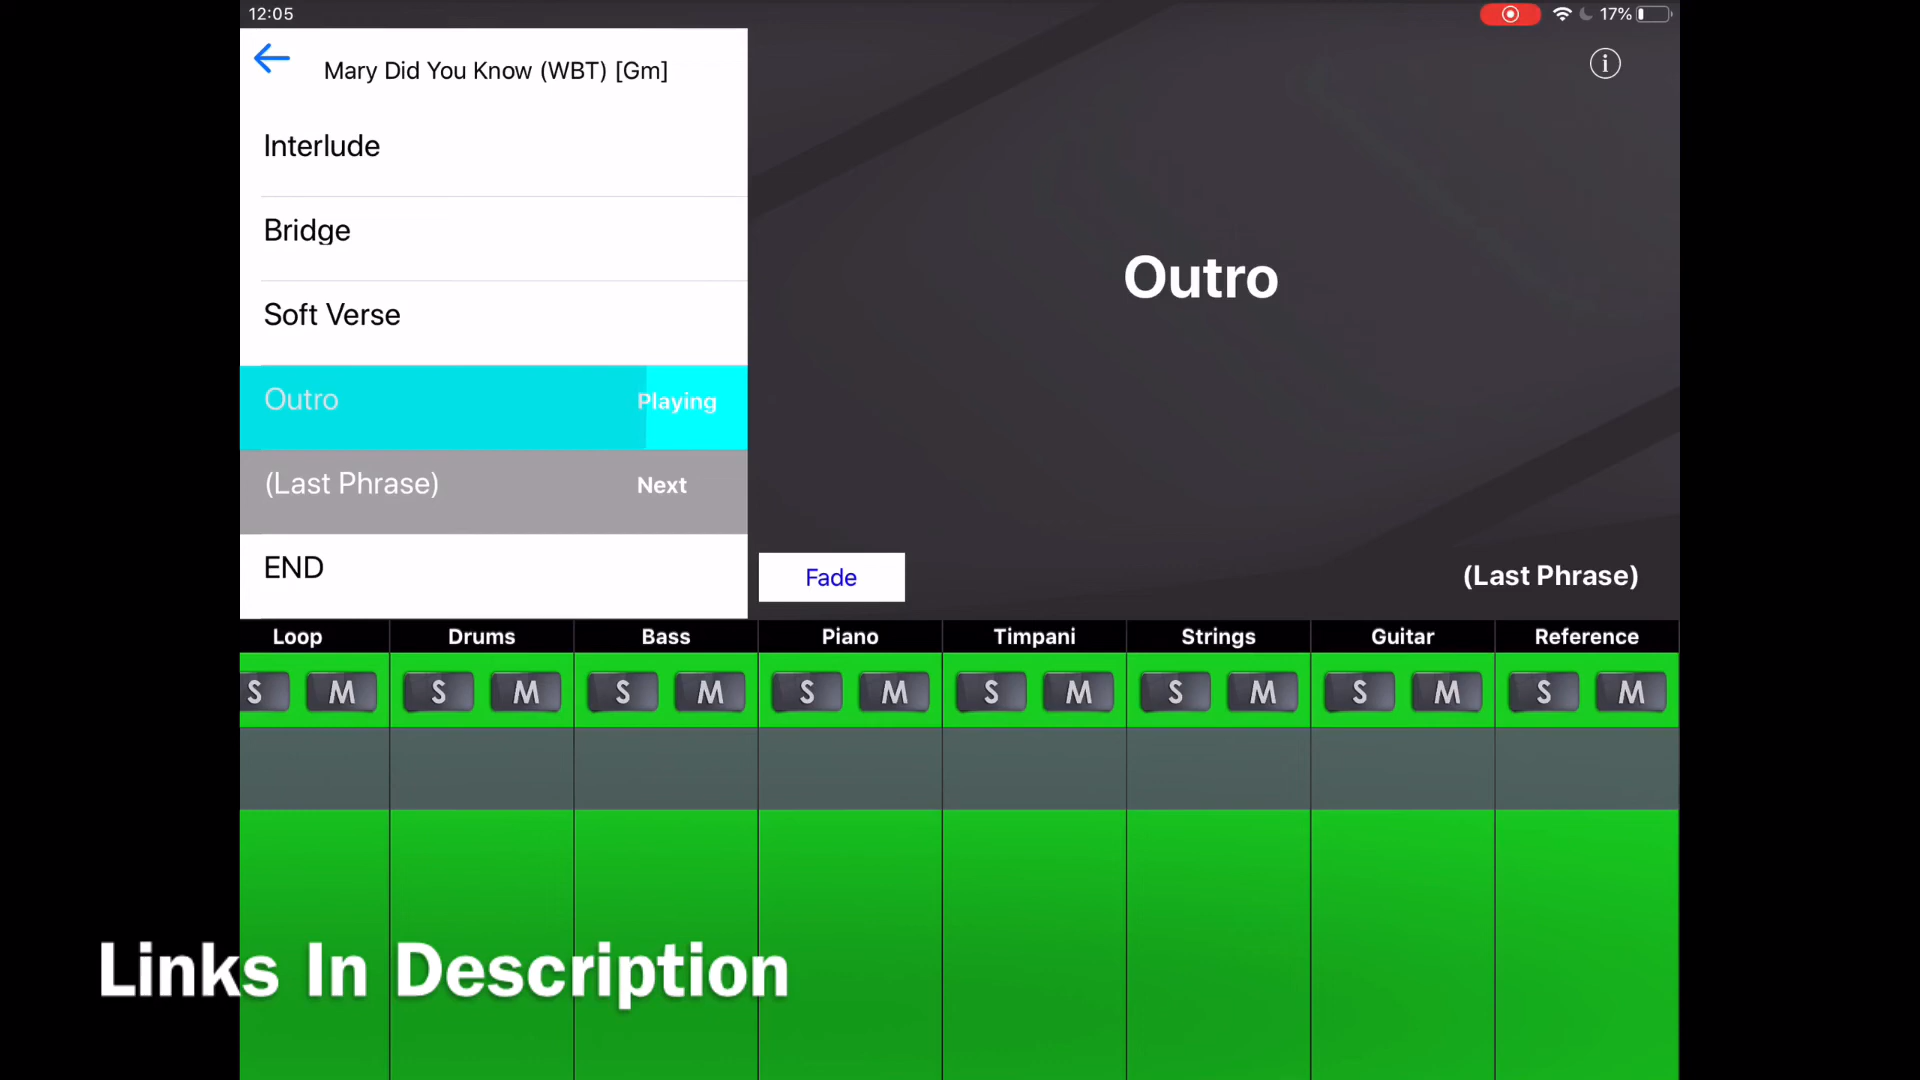 12:05
17%
Mary Did You Know (WBT) [Gm]
Interlude
Bridge
Soft Verse
Outro Playing
(Last Phrase) Next
END
Outro
Fade
(Last Phrase)
Loop Drums Bass Piano Timpani Strings Guitar Reference
S M S M S M S M S M S M S M S M
Links In Description